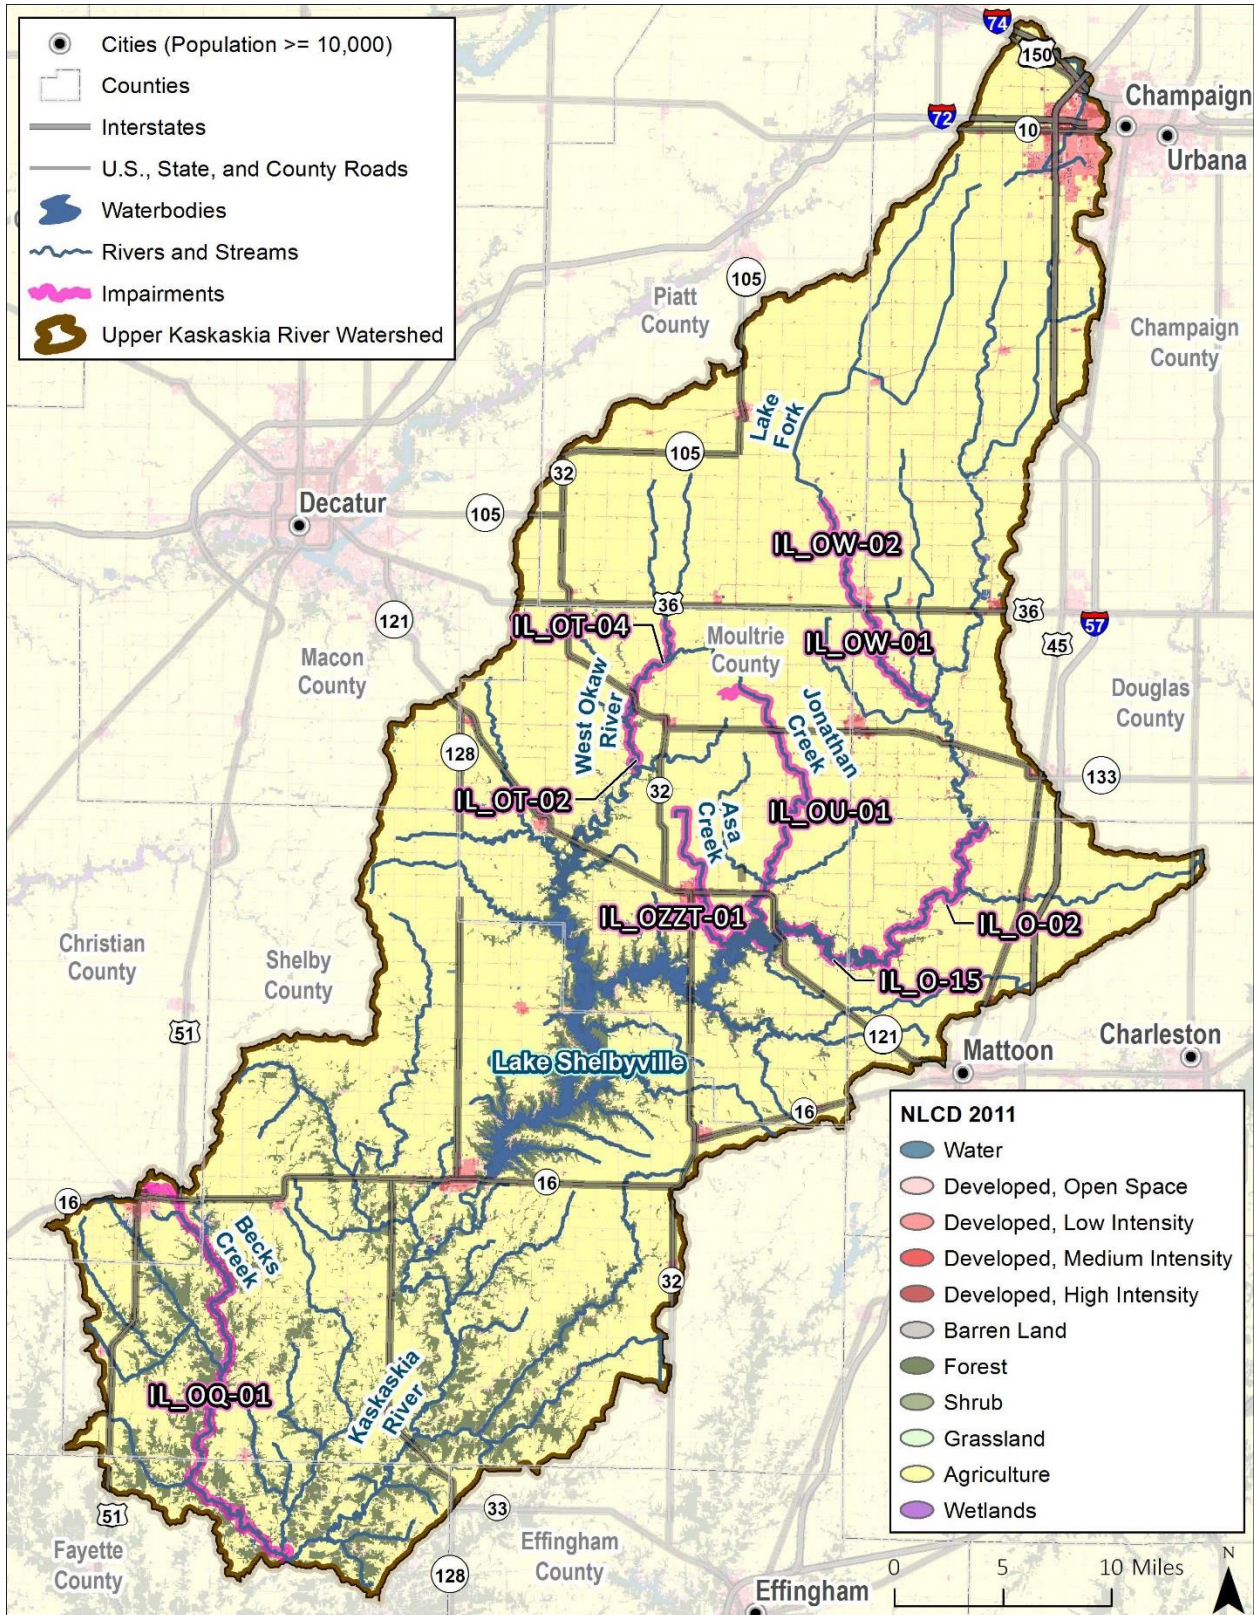 Cities (Population >= 10,000)
Counties
Interstates
U.S., State, and County Roads
Waterbodies
Rivers and Streams
Impairments
Upper Kaskaskia River Watershed
74
150
Champaign
72
10
Urbana
105
Piatt
County
Champaign
County
Lake
Fork
105
32
Decatur
105
IL_OW-02
36
36
121
IL_OT-04
57
Moultrie
County
IL_OW-01
45
Macon
County
Douglas
County
West Okaw
River
Jonathan
Creek
128
133
32
IL_OT-02
Asa
Creek
IL_OU-01
IL_OZZT-01
IL_O-02
Christian
County
Shelby
County
IL_O-15
51
121
Charleston
Mattoon
Lake Shelbyville
16
NLCD 2011
Water
Developed, Open Space
Developed, Low Intensity
Developed, Medium Intensity
Developed, High Intensity
Barren Land
Forest
Shrub
Grassland
Agriculture
Wetlands
16
16
Becks
Creek
32
IL_OQ-01
Kaskaskia
River
51
33
Fayette
County
Effingham
County
128
Effingham
0 5 10 Miles
N